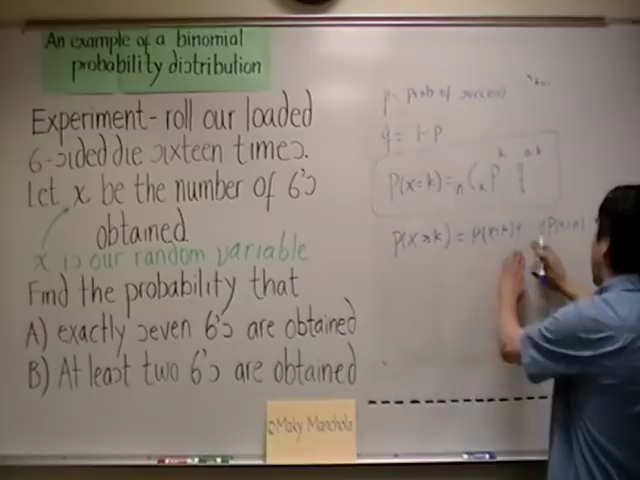 An example of a binomial
probability distribution
Experiment - roll our loaded
6-sided die sixteen times.
Let x be the number of 6's
obtained
x is our random variable
Find the probability that
A) exactly seven 6's are obtained
B) At least two 6's are obtained
©Maky Manchola
p = prob of success
q = 1-p
P(x=k) =
P(x≥k) = P(x=k)+